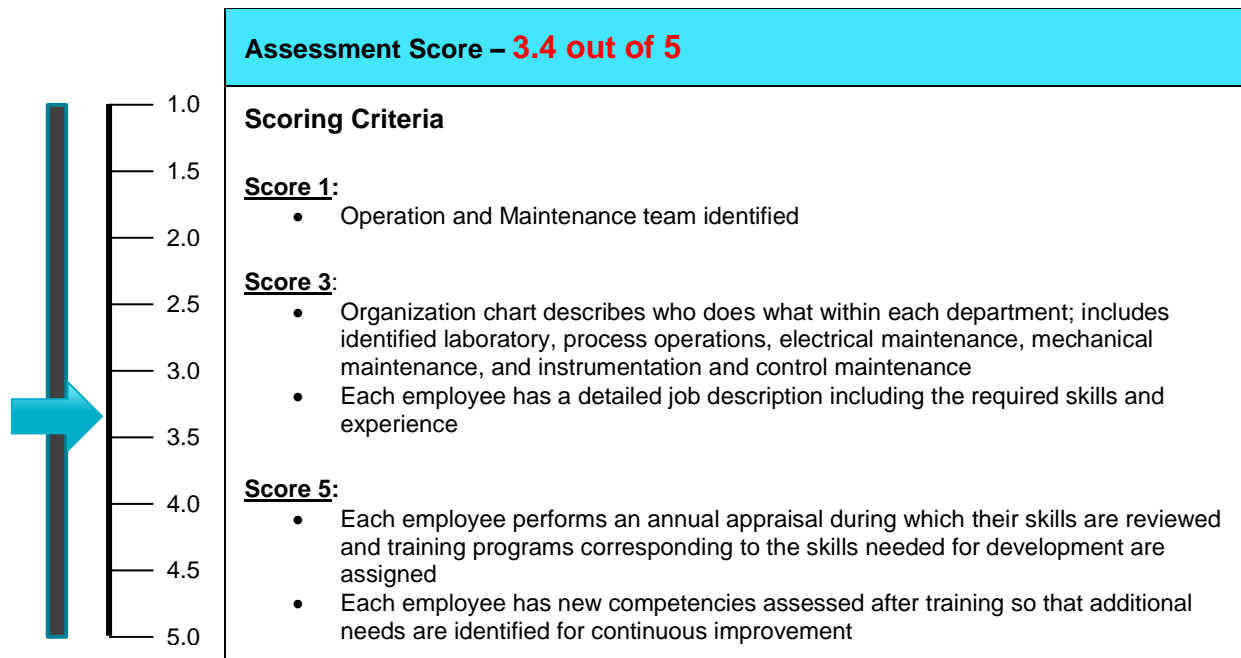 Assessment Score – 3.4 out of 5
1.0
1.5
2.0
2.5
3.0
3.5
4.0
4.5
5.0
Scoring Criteria
Score 1:
• Operation and Maintenance team identified
Score 3:
• Organization chart describes who does what within each department; includes
identified laboratory, process operations, electrical maintenance, mechanical
maintenance, and instrumentation and control maintenance
• Each employee has a detailed job description including the required skills and
experience
Score 5:
• Each employee performs an annual appraisal during which their skills are reviewed
and training programs corresponding to the skills needed for development are
assigned
• Each employee has new competencies assessed after training so that additional
needs are identified for continuous improvement